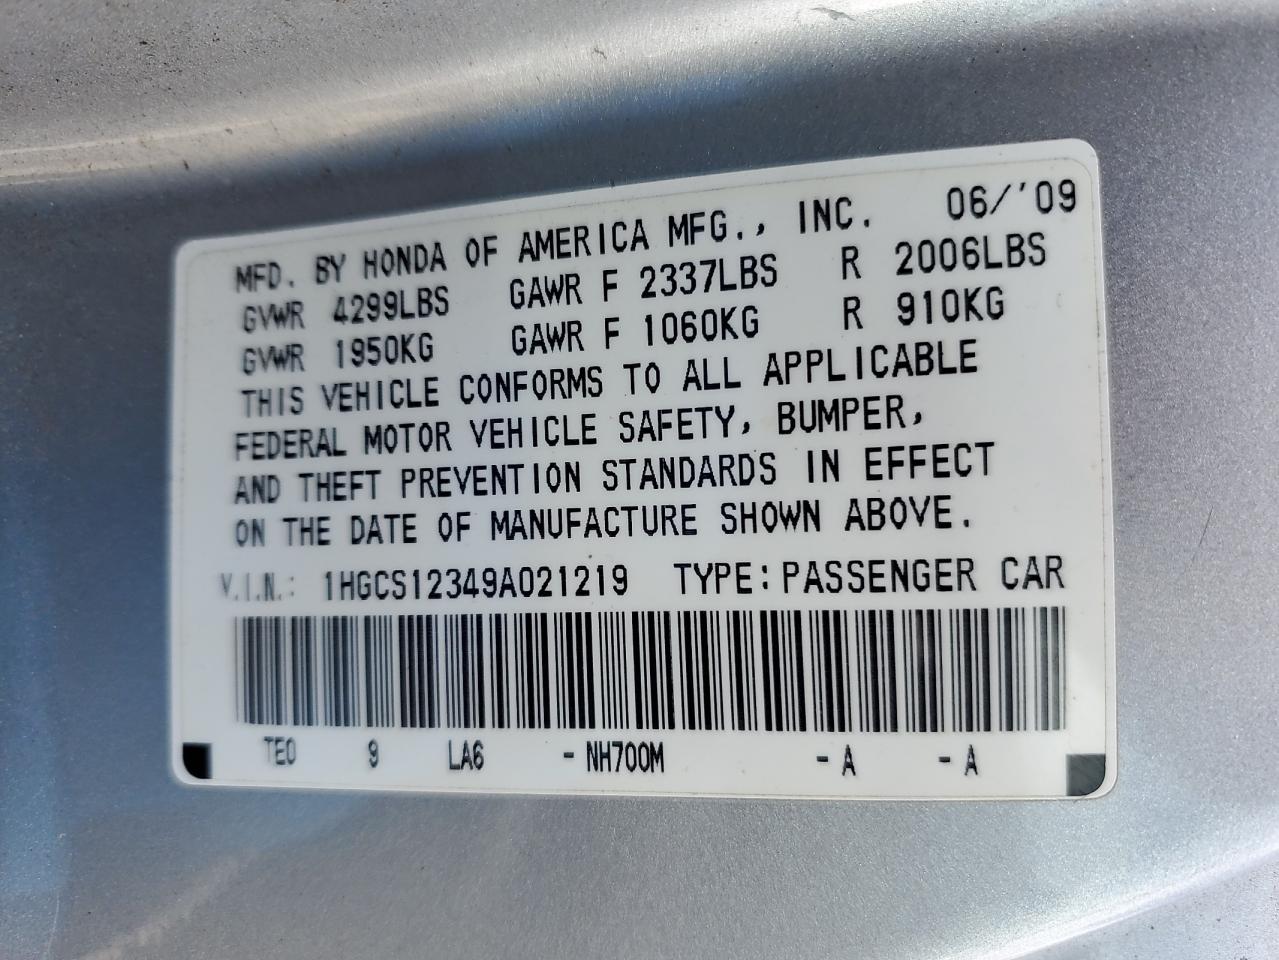 MFD. BY HONDA OF AMERICA MFG., INC. 06/'09
GVWR 4299LBS GAWR F 2337LBS R 2006LBS
GVWR 1950KG GAWR F 1060KG R 910KG
THIS VEHICLE CONFORMS TO ALL APPLICABLE
FEDERAL MOTOR VEHICLE SAFETY, BUMPER,
AND THEFT PREVENTION STANDARDS IN EFFECT
ON THE DATE OF MANUFACTURE SHOWN ABOVE.
V.I.N.: 1HGCS12349A021219 TYPE: PASSENGER CAR
TE0 9 LA6 - NH700M - A - A